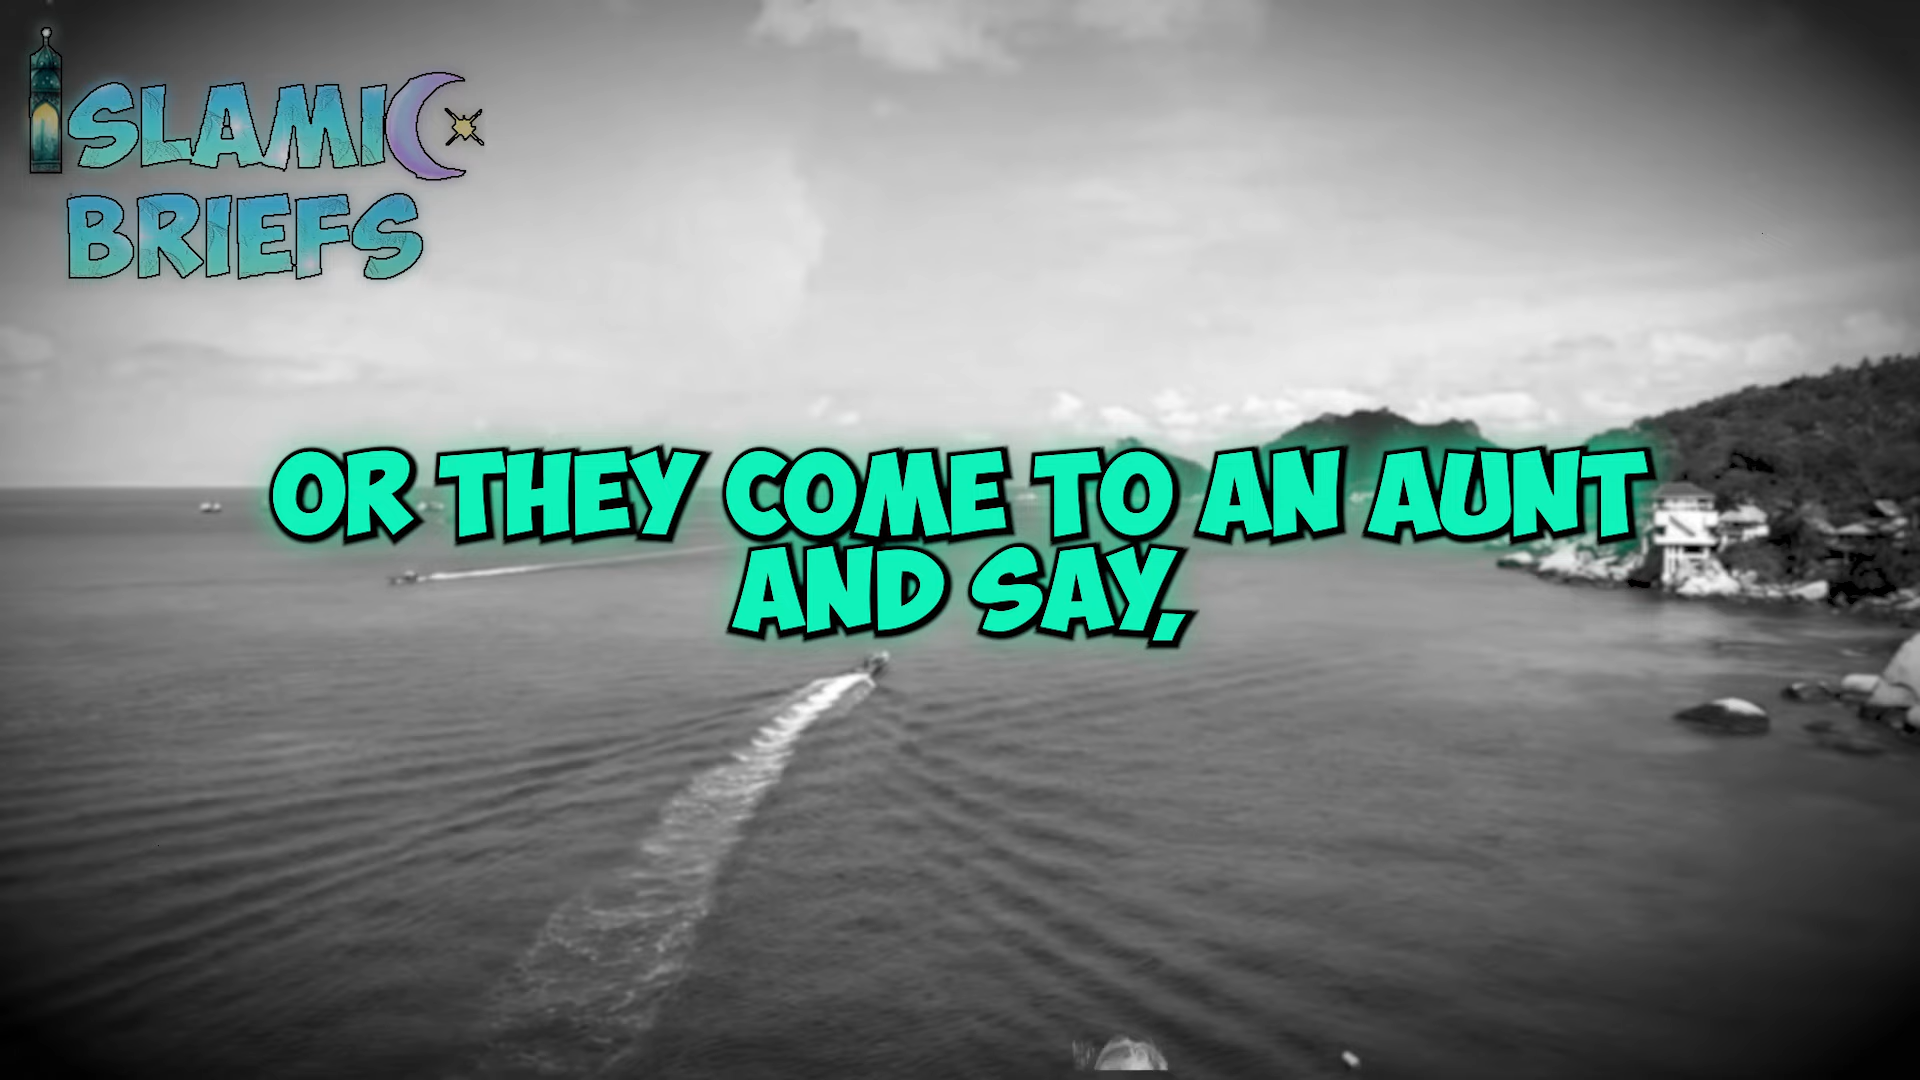 ISLAMIC
BRIEFS
OR THEY COME TO AN AUNT
AND SAY,